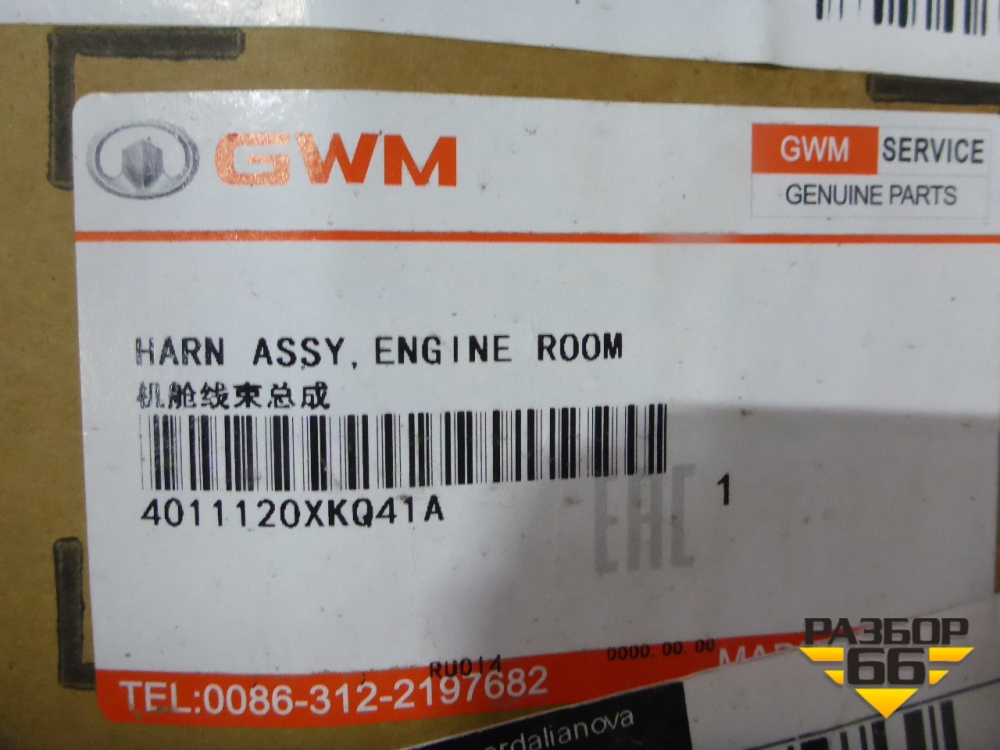 GWM
GWM SERVICE
GENUINE PARTS
HARN ASSY, ENGINE ROOM
机舱线束总成
4011120XKQ41A
1
EAC
RU014
0000.00.00
TEL:0086-312-2197682
РАЗБОР
66